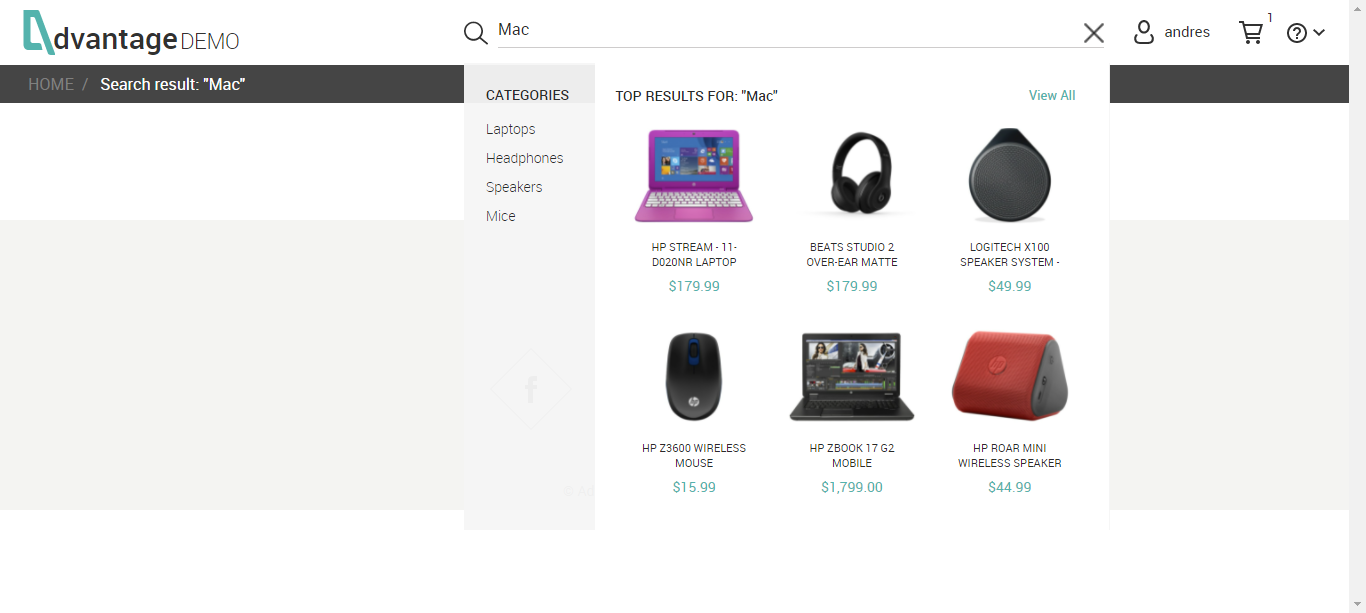 dvantage DEMO
Mac
andres
1
?
HOME / Search result: "Mac"
CATEGORIES
Laptops
Headphones
Speakers
Mice
TOP RESULTS FOR: "Mac"
View All
HP STREAM - 11-
D020NR LAPTOP
$179.99
BEATS STUDIO 2
OVER-EAR MATTE
$179.99
LOGITECH X100
SPEAKER SYSTEM -
$49.99
HP Z3600 WIRELESS
MOUSE
$15.99
HP ZBOOK 17 G2
MOBILE
$1,799.00
HP ROAR MINI
WIRELESS SPEAKER
$44.99
f